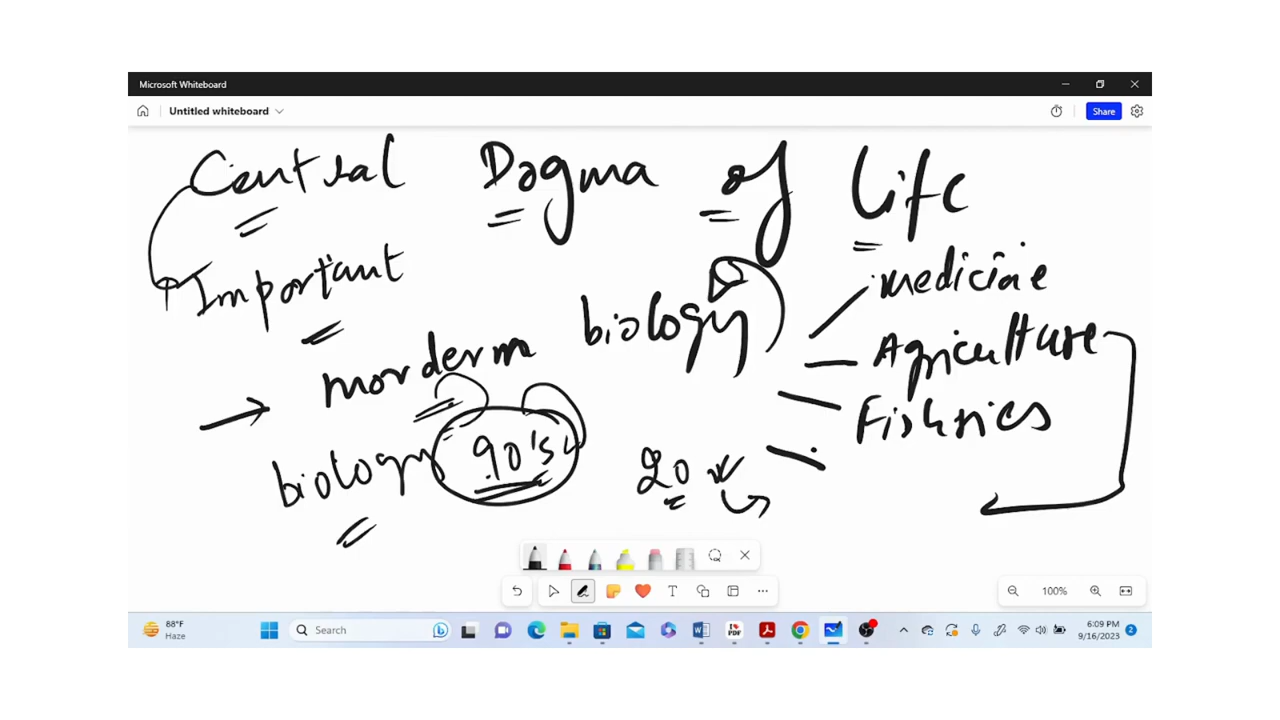 Microsoft Whiteboard
Untitled whiteboard
Share
Central Dogma of Life
Important
biology
medicine
Agriculture
Fishries
morderm
biology 90's
20
100%
88°F
Haze
Search
6:09 PM
9/16/2023
2